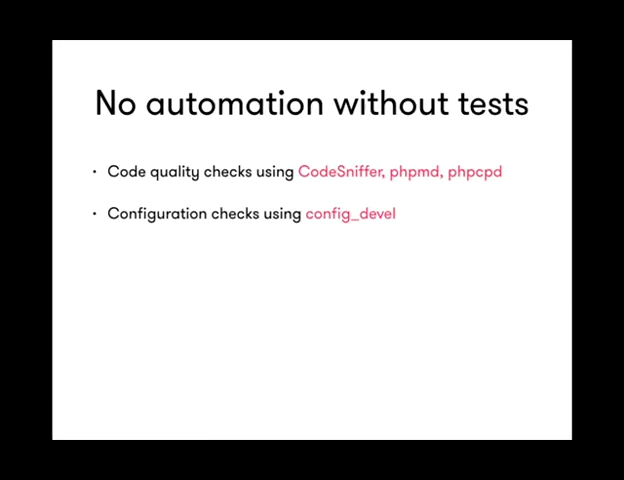 No automation without tests
· Code quality checks using CodeSniffer, phpmd, phpcpd
· Configuration checks using config_devel